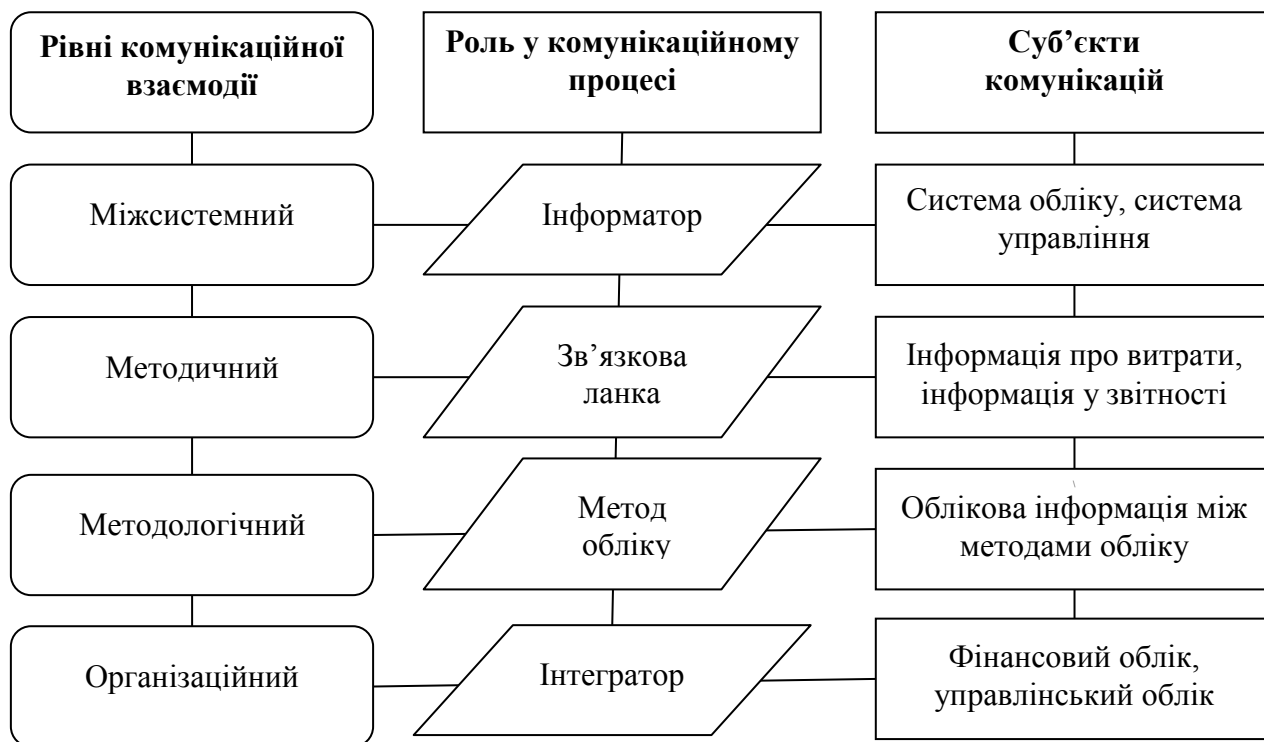 Рівні комунікаційної
взаємодії
Роль у комунікаційному
процесі
Суб’єкти
комунікацій
Міжсистемний
Інформатор
Система обліку, система
управління
Методичний
Зв’язкова
ланка
Інформація про витрати,
інформація у звітності
Методологічний
Метод
обліку
Облікова інформація між
методами обліку
Організаційний
Інтегратор
Фінансовий облік,
управлінський облік